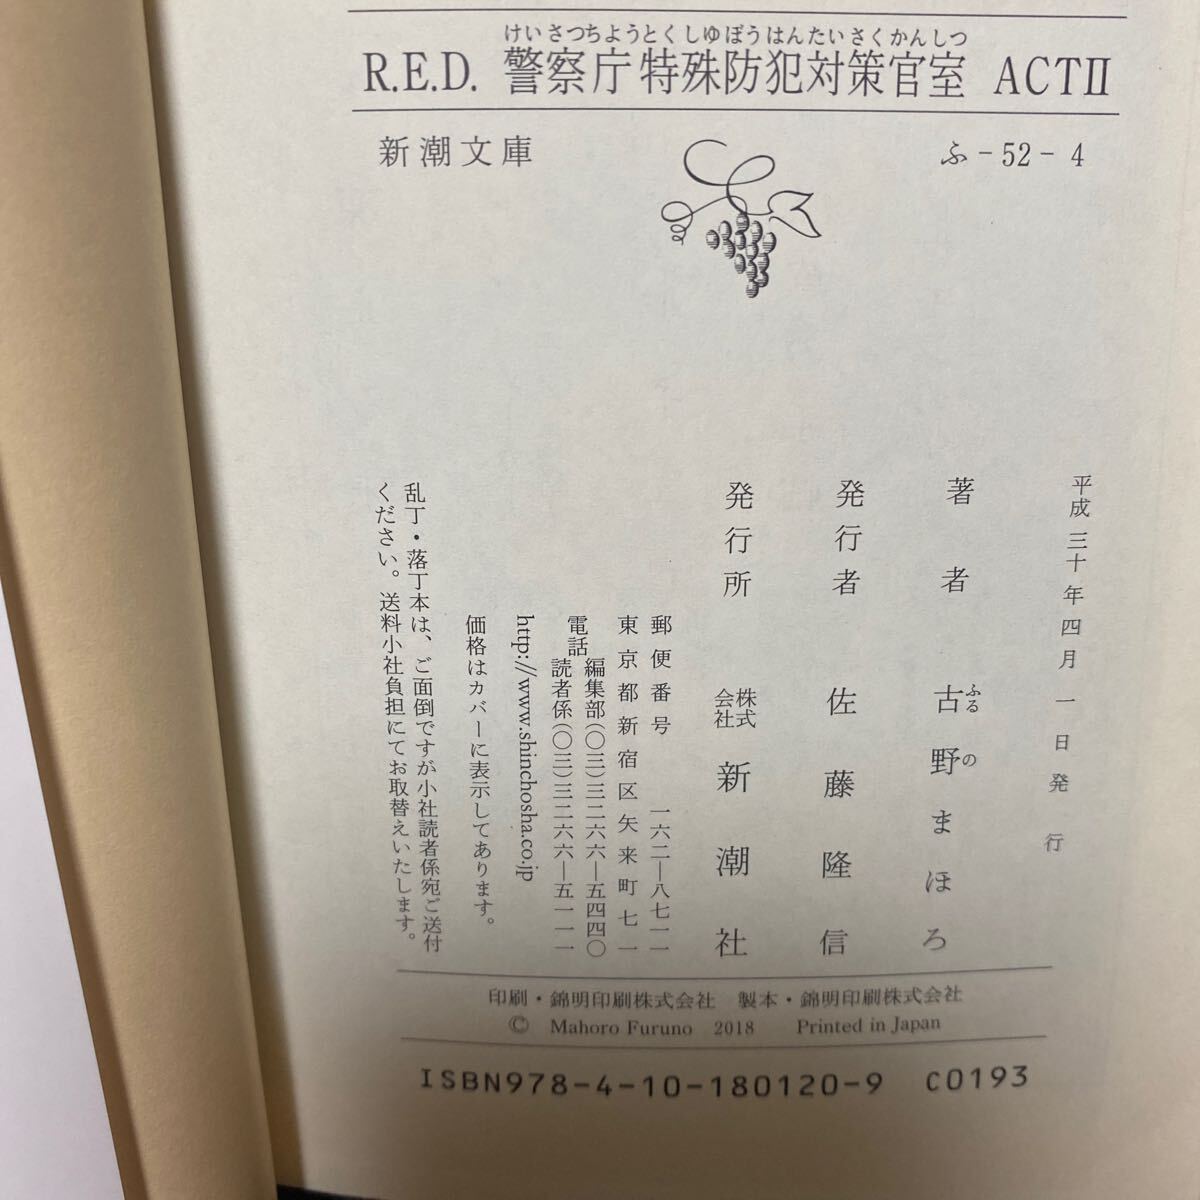 けいさつちようとくしゆぼうはんたいさくかんしつ
R.E.D. 警察庁特殊防犯対策官室 ACTⅡ
新潮文庫
ふ-52-4
平成三十年四月一日発行
著者 古野まほろ
ふるの
発行者 佐藤隆信
発行所 株式会社 新潮社
郵便番号 一六二―八七一一
東京都新宿区矢来町七一
電話 編集部(〇三)三二六六―五四四〇
読者係(〇三)三二六六―五一一一
http://www.shinchosha.co.jp
価格はカバーに表示してあります。
乱丁・落丁本は、ご面倒ですが小社読者係宛ご送付
ください。送料小社負担にてお取替えいたします。
印刷・錦明印刷株式会社 製本・錦明印刷株式会社
© Mahoro Furuno 2018 Printed in Japan
ISBN978-4-10-180120-9 C0193